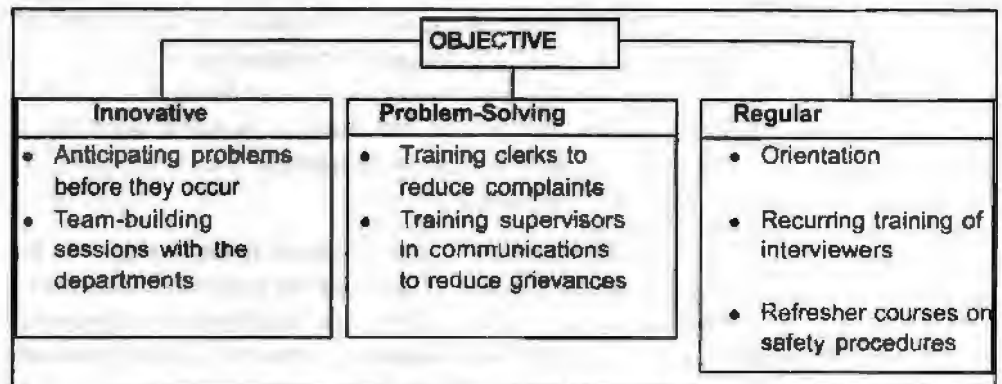 OBJECTIVE
Innovative
• Anticipating problems
before they occur
• Team-building
sessions with the
departments
Problem-Solving
• Training clerks to
reduce complaints
• Training supervisors
in communications
to reduce grievances
Regular
• Orientation
• Recurring training of
interviewers
• Refresher courses on
safety procedures